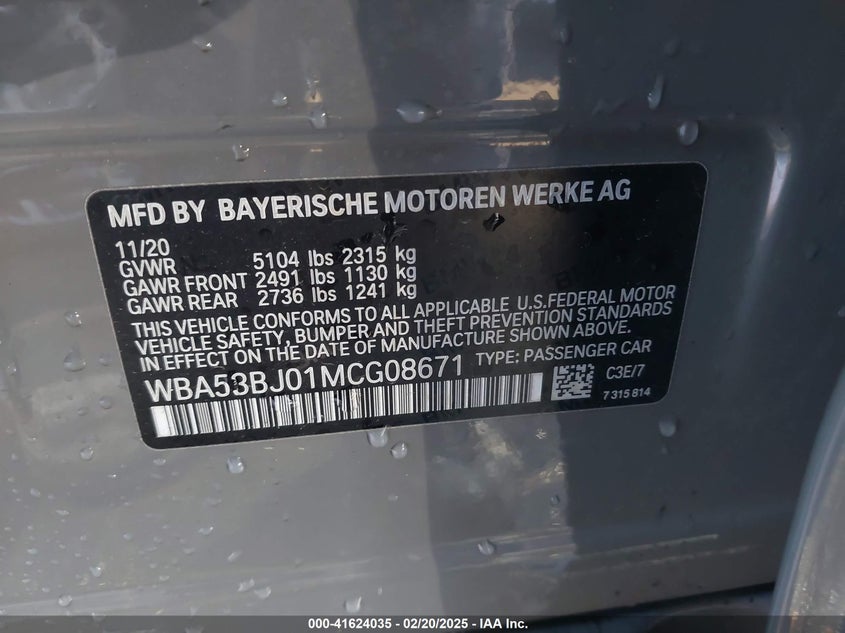 MFD BY BAYERISCHE MOTOREN WERKE AG
11/20
GVWR 5104 lbs 2315 kg
GAWR FRONT 2491 lbs 1130 kg
GAWR REAR 2736 lbs 1241 kg
THIS VEHICLE CONFORMS TO ALL APPLICABLE U.S.FEDERAL MOTOR
VEHICLE SAFETY, BUMPER AND THEFT PREVENTION STANDARDS
IN EFFECT ON THE DATE OF MANUFACTURE SHOWN ABOVE.
WBA53BJ01MCG08671 TYPE: PASSENGER CAR
C3E/7
7 315 814
000-41624035 - 02/20/2025 - IAA Inc.